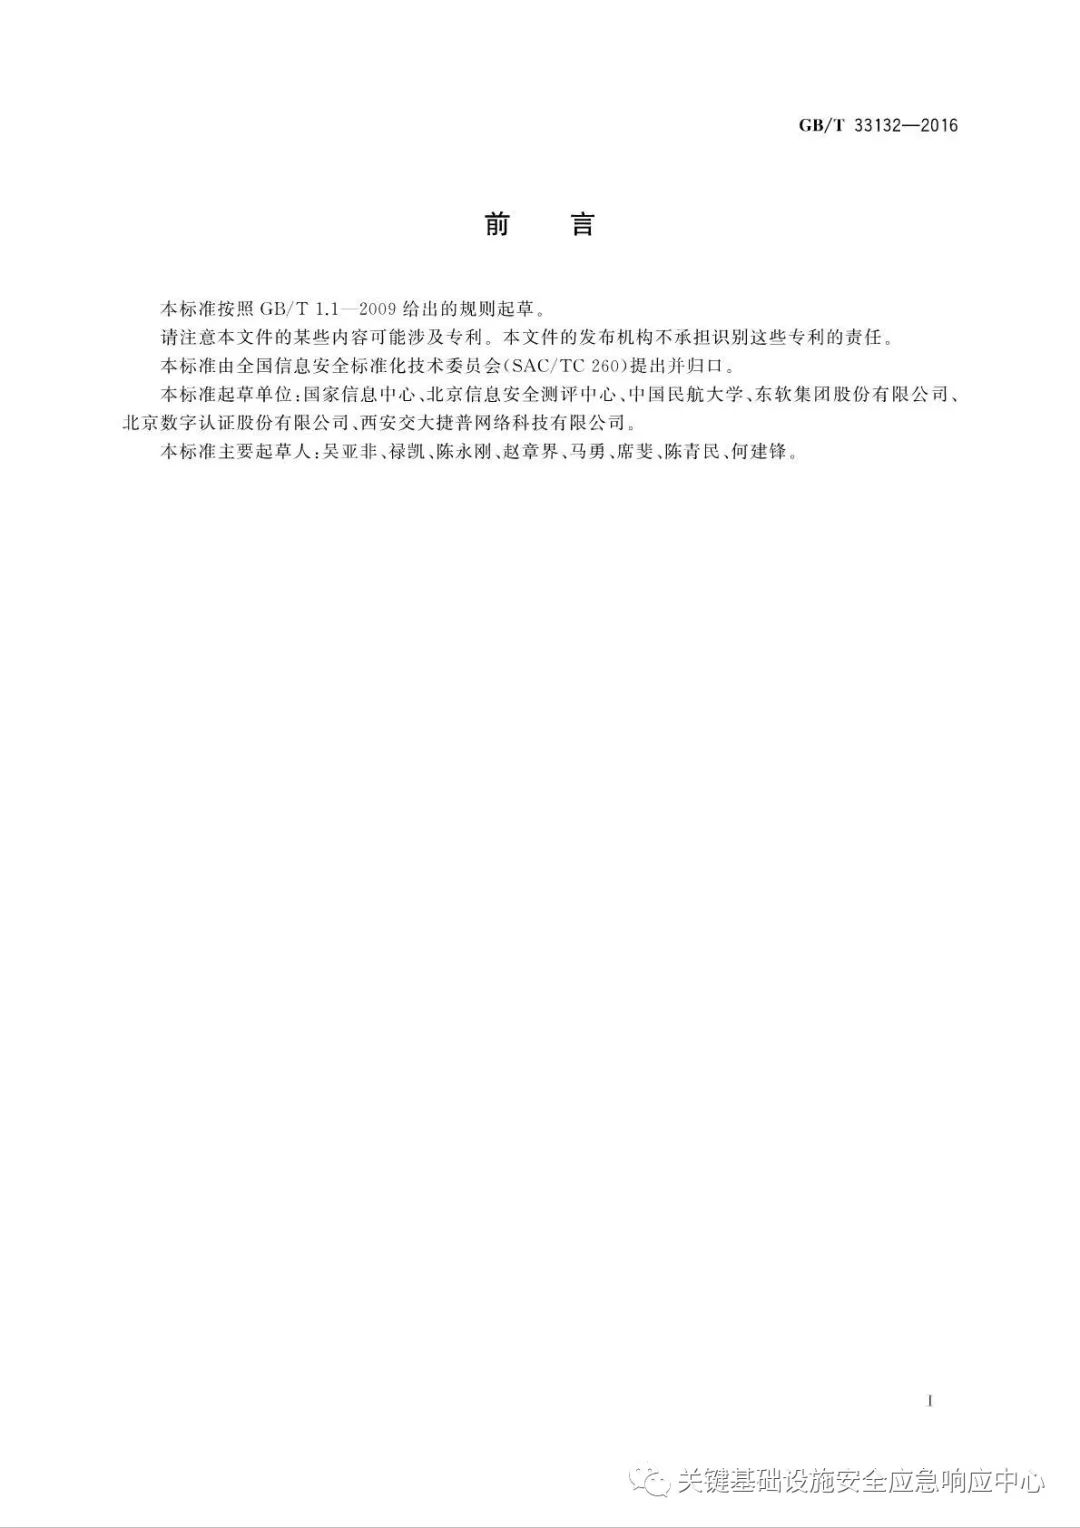 GB/T 33132—2016
前　　言
本标准按照 GB/T 1.1—2009 给出的规则起草。
请注意本文件的某些内容可能涉及专利。本文件的发布机构不承担识别这些专利的责任。
本标准由全国信息安全标准化技术委员会(SAC/TC 260)提出并归口。
本标准起草单位:国家信息中心、北京信息安全测评中心、中国民航大学、东软集团股份有限公司、
北京数字认证股份有限公司、西安交大捷普网络科技有限公司。
本标准主要起草人:吴亚非、禄凯、陈永刚、赵章界、马勇、席斐、陈青民、何建锋。
I
关键基础设施安全应急响应中心